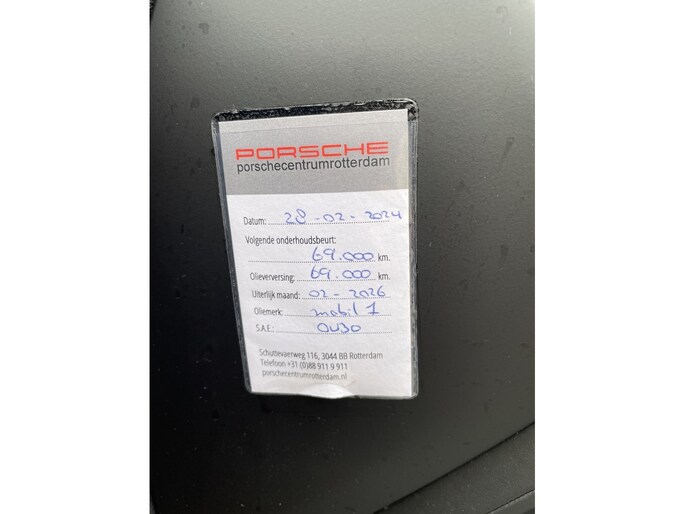 PORSCHE
porschecentrumrotterdam
Datum: 28-02-2024
Volgende onderhoudsbeurt:
69.000 km.
Olieverversing: 69.000 km.
Uiterlijk maand: 02-2026
Oliemerk: mobil 1
S.A.E.: 0W30
Schuttevaerweg 116, 3044 BB Rotterdam
Telefoon +31 (0)88 911 9 911
porschecentrumrotterdam.nl